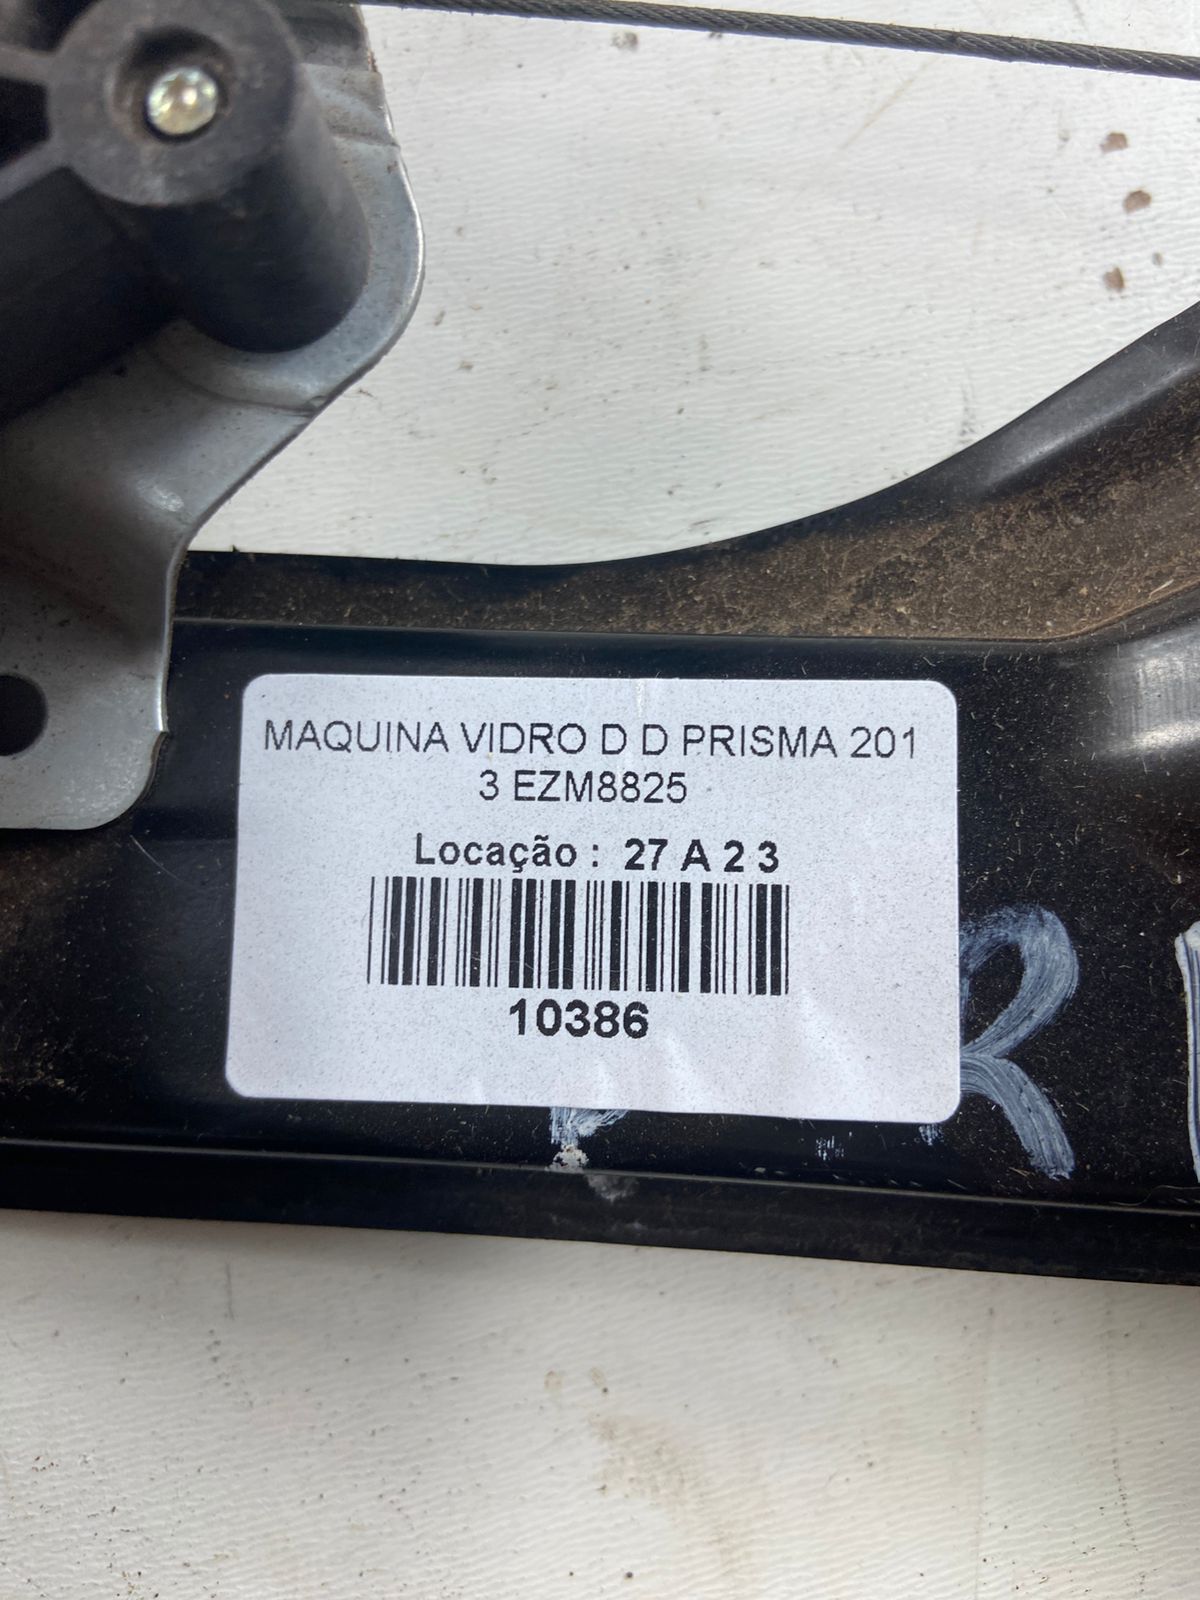 MAQUINA VIDRO D D PRISMA 201
3 EZM8825
Locação : 27 A 2 3
10386
R